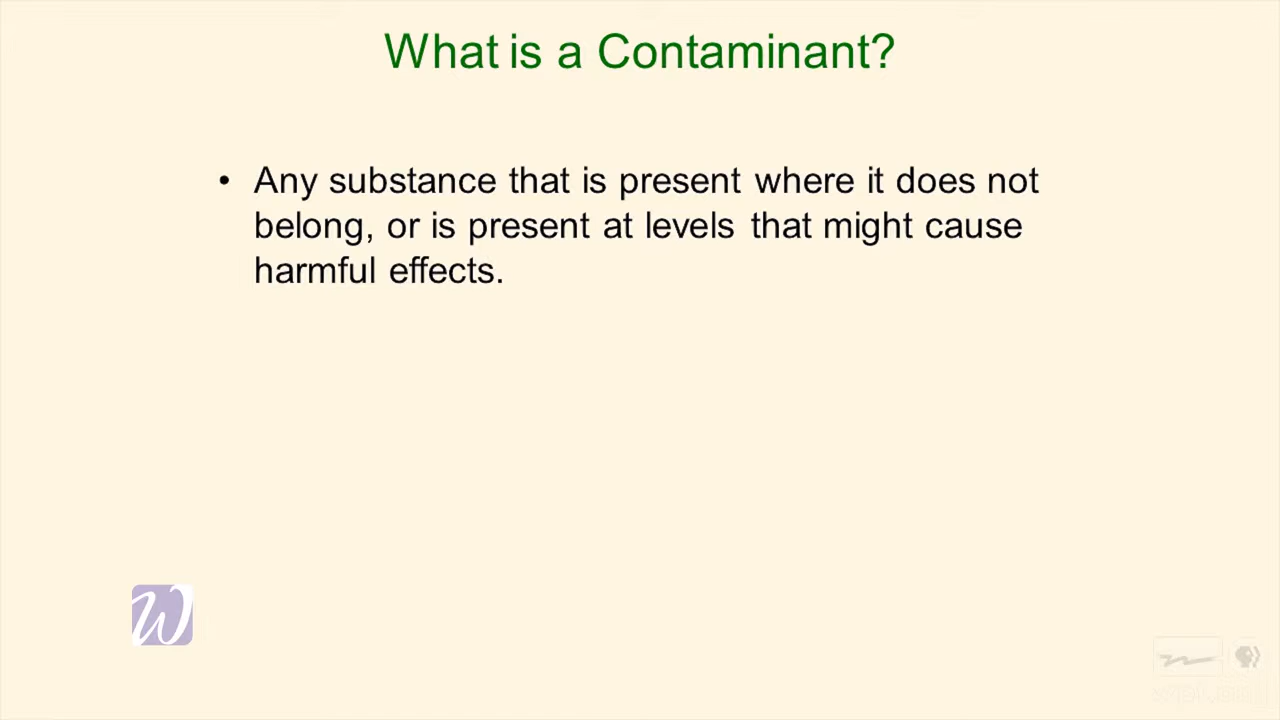 What is a Contaminant?
• Any substance that is present where it does not
belong, or is present at levels that might cause
harmful effects.
W